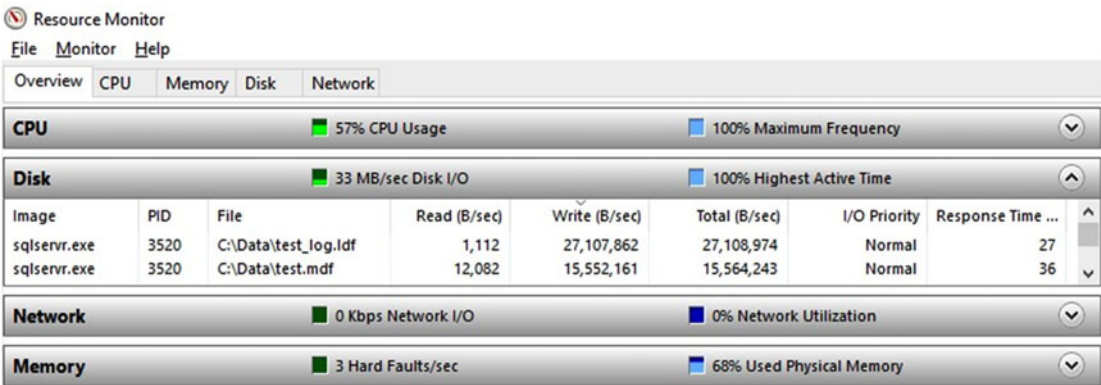 Resource Monitor
File Monitor Help
Overview CPU Memory Disk Network
CPU 57% CPU Usage 100% Maximum Frequency
Disk 33 MB/sec Disk I/O 100% Highest Active Time
Image PID File Read (B/sec) Write (B/sec) Total (B/sec) I/O Priority Response Time ...
sqlservr.exe 3520 C:\Data\test_log.ldf 1,112 27,107,862 27,108,974 Normal 27
sqlservr.exe 3520 C:\Data\test.mdf 12,082 15,552,161 15,564,243 Normal 36
Network 0 Kbps Network I/O 0% Network Utilization
Memory 3 Hard Faults/sec 68% Used Physical Memory